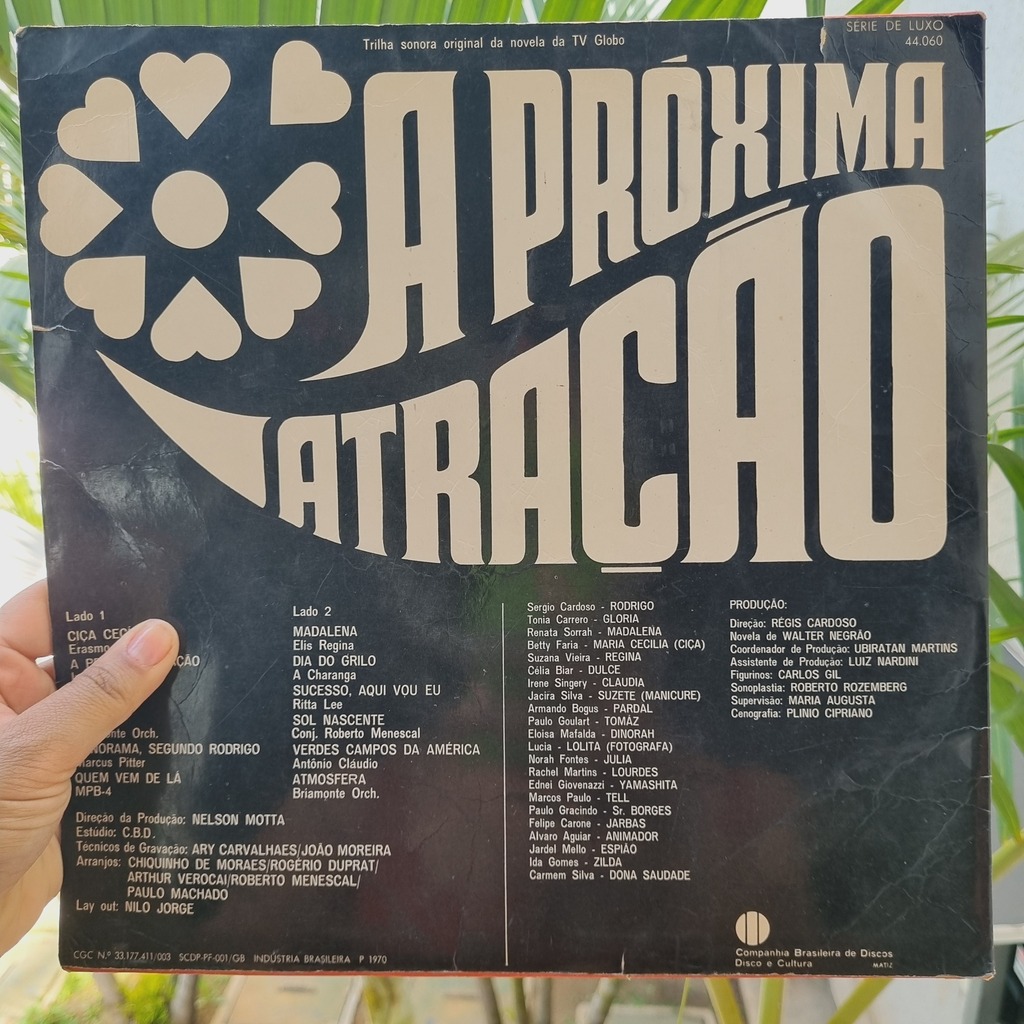 Trilha sonora original da novela da TV Globo
SÉRIE DE LUXO
44.060
A PRÓXIMA
ATRAÇÃO
Lado 1
CIÇA
Orch.
SEGUNDO RODRIGO
Marcus Pitter
QUEM VEM DE LÁ
MPB-4
Lado 2
MADALENA
Elis Regina
DIA DO GRILO
A Charanga
SUCESSO, AQUI VOU EU
Ritta Lee
SOL NASCENTE
Conj. Roberto Menescal
VERDES CAMPOS DA AMÉRICA
Antônio Cláudio
ATMOSFERA
Briamonte Orch.
Direção da Produção: NELSON MOTTA
Estúdio: C.B.D.
Técnicos de Gravação: ARY CARVALHAES/JOÃO MOREIRA
Arranjos: CHIQUINHO DE MORAES/ROGÉRIO DUPRAT/
ARTHUR VEROCAI/ROBERTO MENESCAL/
PAULO MACHADO
Lay out: NILO JORGE
Sergio Cardoso - RODRIGO
Tonia Carrero - GLORIA
Renata Sorrah - MADALENA
Betty Faria - MARIA CECILIA (CIÇA)
Suzana Vieira - REGINA
Célia Biar - DULCE
Irene Singery - CLAUDIA
Jacira Silva - SUZETE (MANICURE)
Armando Bogus - PARDAL
Paulo Goulart - TOMÁZ
Eloisa Mafalda - DINORAH
Lucia - LOLITA (FOTOGRAFA)
Norah Fontes - JULIA
Rachel Martins - LOURDES
Ednei Giovenazzi - YAMASHITA
Marcos Paulo - TELL
Paulo Gracindo - Sr. BORGES
Felipe Carone - JARBAS
Alvaro Aguiar - ANIMADOR
Jardel Mello - ESPIÃO
Ida Gomes - ZILDA
Carmem Silva - DONA SAUDADE
PRODUÇÃO:
Direção: RÉGIS CARDOSO
Novela de WALTER NEGRÃO
Coordenador de Produção: UBIRATAN MARTINS
Assistente de Produção: LUIZ NARDINI
Figurinos: CARLOS GIL
Sonoplastia: ROBERTO ROZEMBERG
Supervisão: MARIA AUGUSTA
Cenografia: PLINIO CIPRIANO
CGC N.º 33.177.411/003 SCDP-PF-001/GB INDÚSTRIA BRASILEIRA P 1970
Companhia Brasileira de Discos
Disco e Cultura
MATIZ